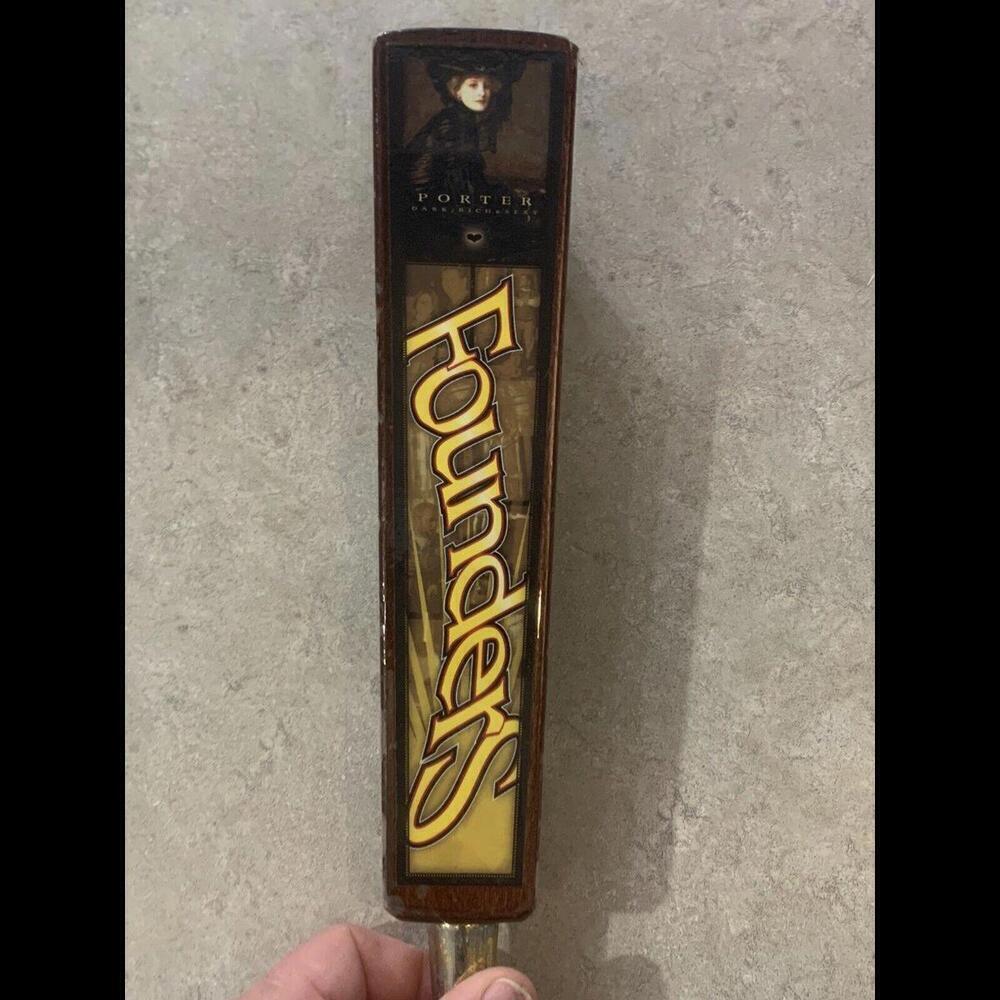 PORTER
DARK, RICH & SEXY
Founders